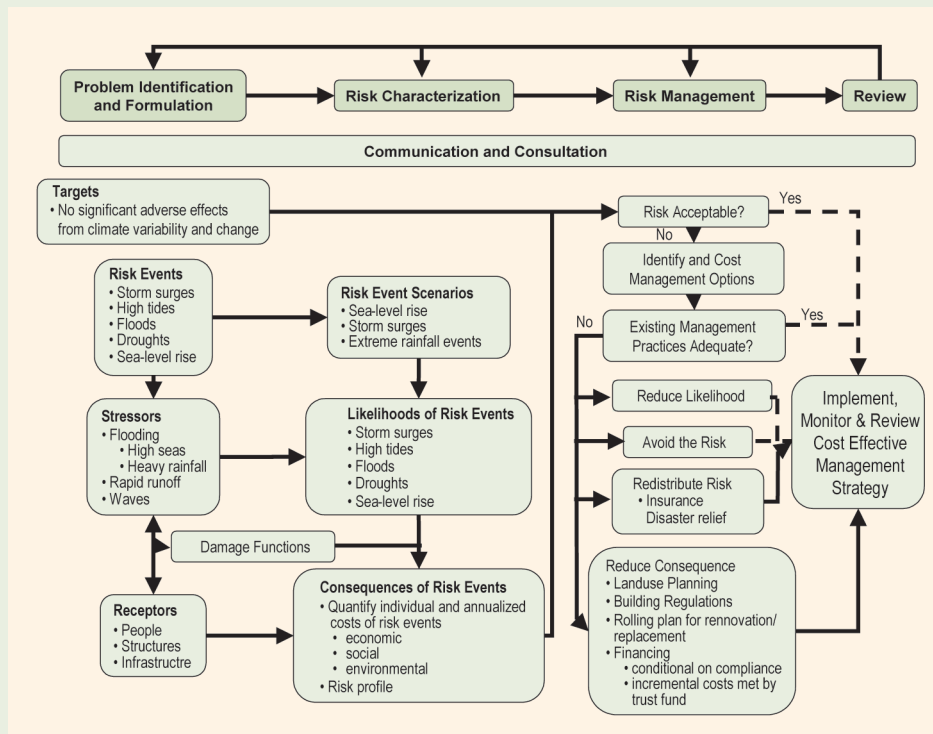 Problem Identification
and Formulation
Risk Characterization
Risk Management
Review
Communication and Consultation
Targets
• No significant adverse effects
from climate variability and change
Risk Events
• Storm surges
• High tides
• Floods
• Droughts
• Sea-level rise
Risk Event Scenarios
• Sea-level rise
• Storm surges
• Extreme rainfall events
Stressors
• Flooding
• High seas
• Heavy rainfall
• Rapid runoff
• Waves
Likelihoods of Risk Events
• Storm surges
• High tides
• Floods
• Droughts
• Sea-level rise
Damage Functions
Receptors
• People
• Structures
• Infrastructre
Consequences of Risk Events
• Quantify individual and annualized
costs of risk events
• economic
• social
• environmental
• Risk profile
Risk Acceptable?
Yes
No
Identify and Cost
Management Options
No
Existing Management
Practices Adequate?
Yes
Reduce Likelihood
Avoid the Risk
Redistribute Risk
• Insurance
Disaster relief
Reduce Consequence
• Landuse Planning
• Building Regulations
• Rolling plan for rennovation/
replacement
• Financing
• conditional on compliance
• incremental costs met by
trust fund
Implement,
Monitor & Review
Cost Effective
Management
Strategy